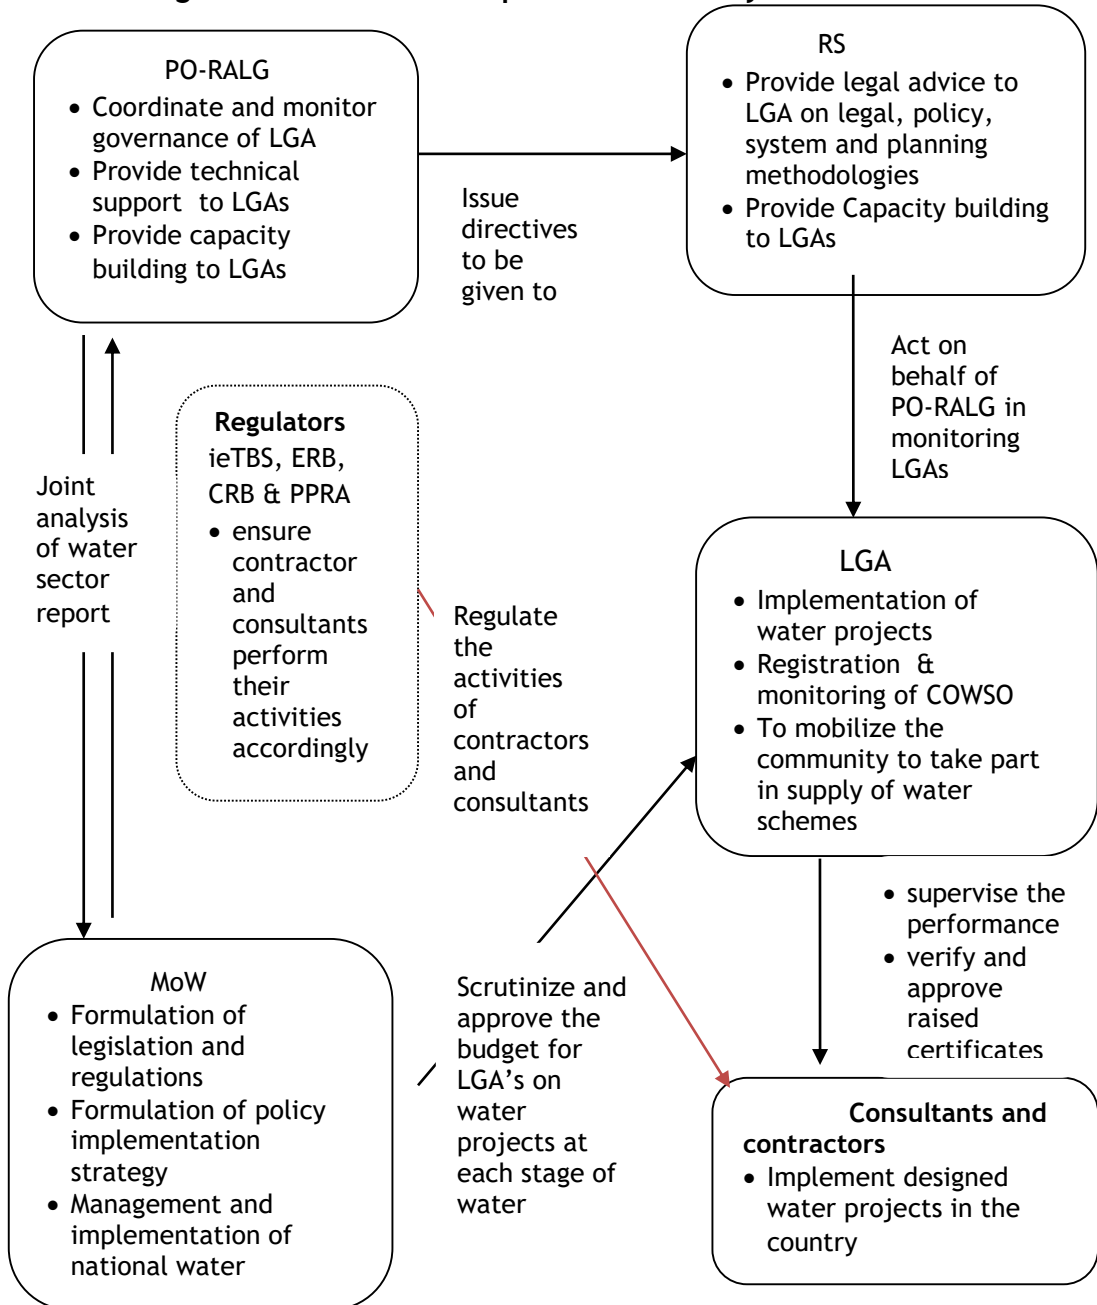 PO-RALG
• Coordinate and monitor
governance of LGA
• Provide technical
support to LGAs
• Provide capacity
building to LGAs
Issue
directives
to be
given to
RS
• Provide legal advice to
LGA on legal, policy,
system and planning
methodologies
• Provide Capacity building
to LGAs
Act on
behalf of
PO-RALG in
monitoring
LGAs
Joint
analysis
of water
sector
report
Regulators
ieTBS, ERB,
CRB & PPRA
• ensure
contractor
and
consultants
perform
their
activities
accordingly
Regulate
the
activities
of
contractors
and
consultants
LGA
• Implementation of
water projects
• Registration &
monitoring of COWSO
• To mobilize the
community to take part
in supply of water
schemes
• supervise the
performance
• verify and
approve
raised
certificates
MoW
• Formulation of
legislation and
regulations
• Formulation of policy
implementation
strategy
• Management and
implementation of
national water
Scrutinize and
approve the
budget for
LGA’s on
water
projects at
each stage of
water
Consultants and
contractors
• Implement designed
water projects in the
country